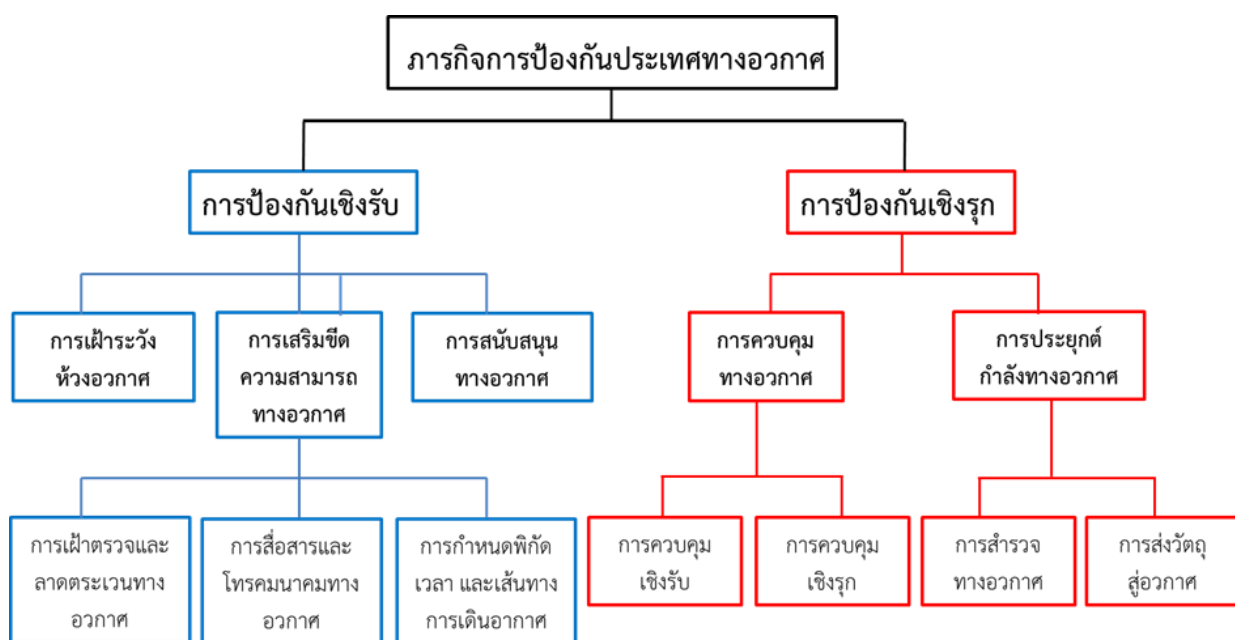 ภารกิจการป้องกันประเทศทางอวกาศ
การป้องกันเชิงรับ
การป้องกันเชิงรุก
การเฝ้าระวัง
ห้วงอวกาศ
การเสริมขีด
ความสามารถ
ทางอวกาศ
การสนับสนุน
ทางอวกาศ
การควบคุม
ทางอวกาศ
การประยุกต์
กำลังทางอวกาศ
การเฝ้าตรวจและ
ลาดตระเวนทาง
อวกาศ
การสื่อสารและ
โทรคมนาคมทาง
อวกาศ
การกำหนดพิกัด
เวลา และเส้นทาง
การเดินอากาศ
การควบคุม
เชิงรับ
การควบคุม
เชิงรุก
การสำรวจ
ทางอวกาศ
การส่งวัตถุ
สู่อวกาศ